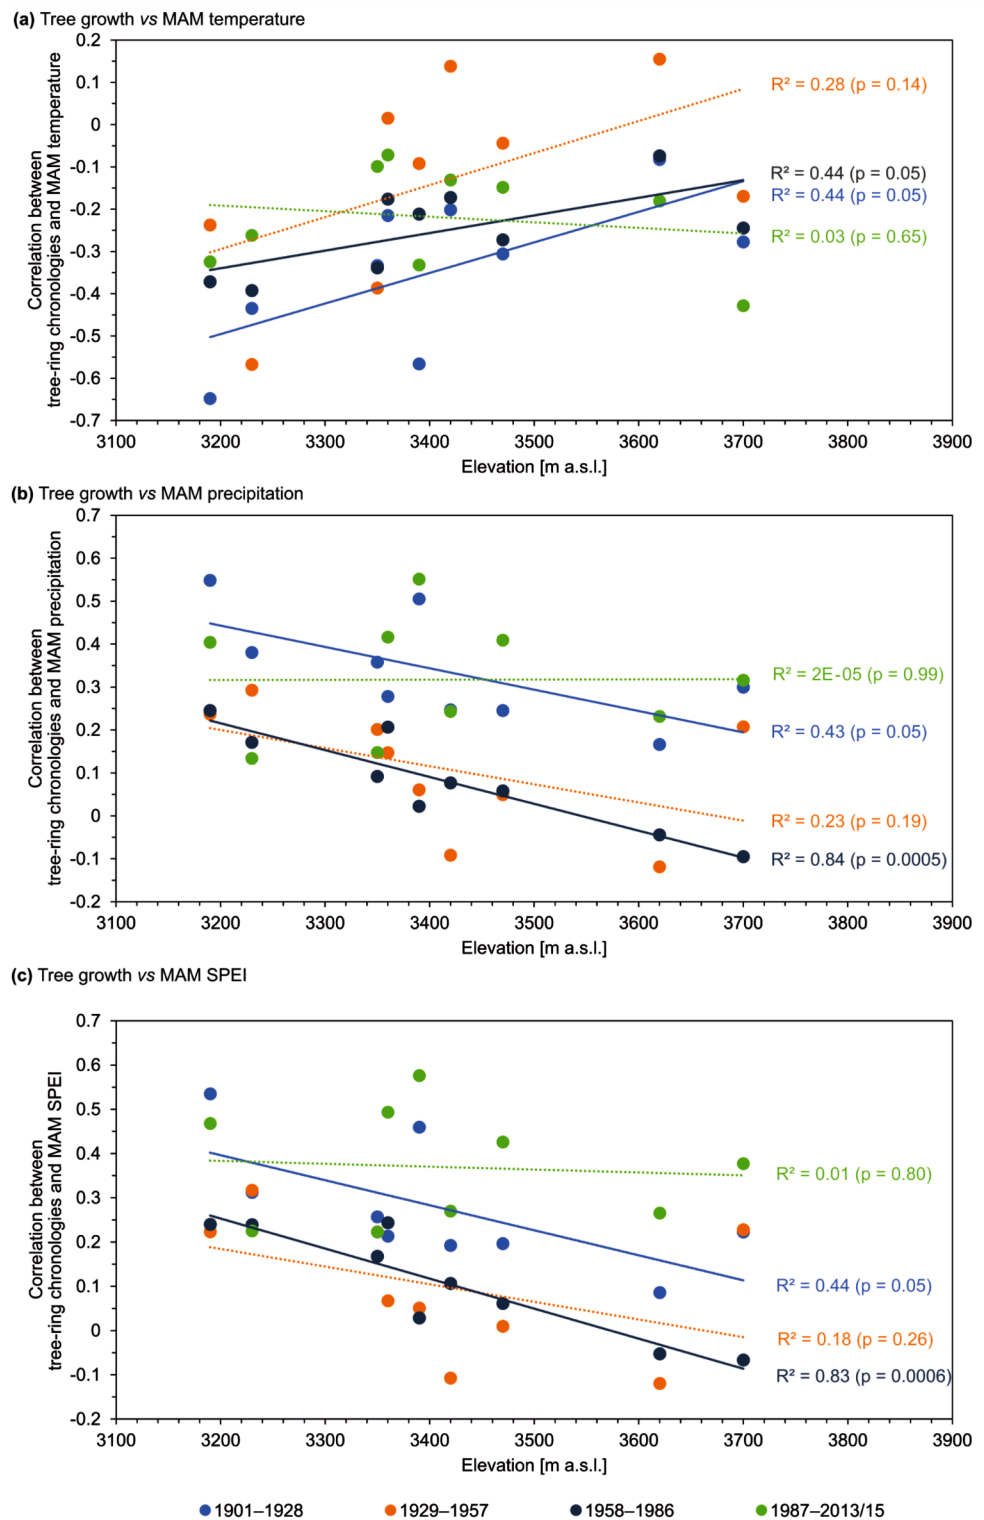 (a) Tree growth vs MAM temperature
Correlation between
tree-ring chronologies and MAM temperature
0.2
0.1
0
-0.1
-0.2
-0.3
-0.4
-0.5
-0.6
-0.7
R² = 0.28 (p = 0.14)
R² = 0.44 (p = 0.05)
R² = 0.44 (p = 0.05)
R² = 0.03 (p = 0.65)
3100 3200 3300 3400 3500 3600 3700 3800 3900
Elevation [m a.s.l.]
(b) Tree growth vs MAM precipitation
Correlation between
tree-ring chronologies and MAM precipitation
0.7
0.6
0.5
0.4
0.3
0.2
0.1
0
-0.1
-0.2
R² = 2E-05 (p = 0.99)
R² = 0.43 (p = 0.05)
R² = 0.23 (p = 0.19)
R² = 0.84 (p = 0.0005)
3100 3200 3300 3400 3500 3600 3700 3800 3900
Elevation [m a.s.l.]
(c) Tree growth vs MAM SPEI
Correlation between
tree-ring chronologies and MAM SPEI
0.7
0.6
0.5
0.4
0.3
0.2
0.1
0
-0.1
-0.2
R² = 0.01 (p = 0.80)
R² = 0.44 (p = 0.05)
R² = 0.18 (p = 0.26)
R² = 0.83 (p = 0.0006)
3100 3200 3300 3400 3500 3600 3700 3800 3900
Elevation [m a.s.l.]
1901–1928 1929–1957 1958–1986 1987–2013/15